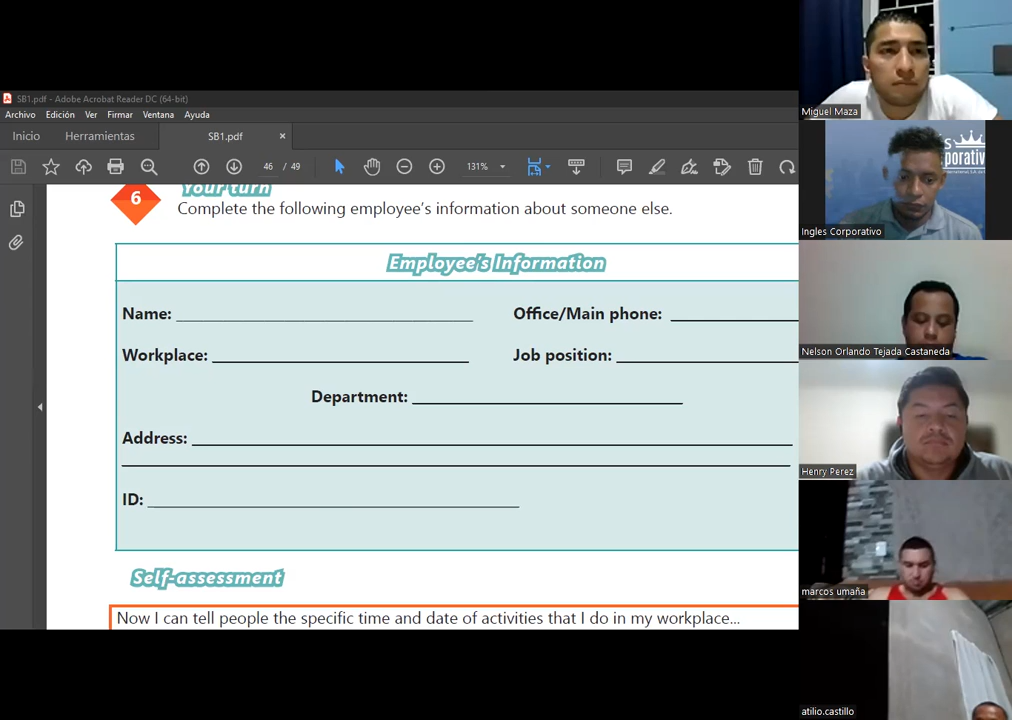 SB1.pdf - Adobe Acrobat Reader DC (64-bit)
Archivo Edición Ver Firmar Ventana Ayuda
Inicio Herramientas SB1.pdf ×
46 / 49 131%
6 Your turn
Complete the following employee's information about someone else.
Employee's Information
Name: Office/Main phone:
Workplace: Job position:
Department:
Address:
ID:
Self-assessment
Now I can tell people the specific time and date of activities that I do in my workplace...
Miguel Maza
Ingles Corporativo
Nelson Orlando Tejada Castaneda
Henry Perez
marcos umaña
atilio.castillo